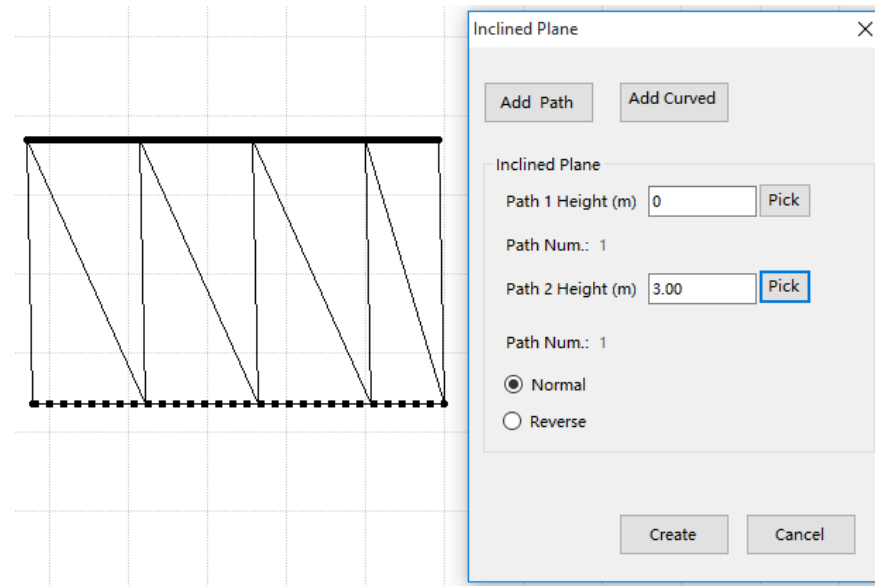 Inclined Plane
Add Path
Add Curved
Inclined Plane
Path 1 Height (m) 0 Pick
Path Num.: 1
Path 2 Height (m) 3.00 Pick
Path Num.: 1
Normal
Reverse
Create Cancel